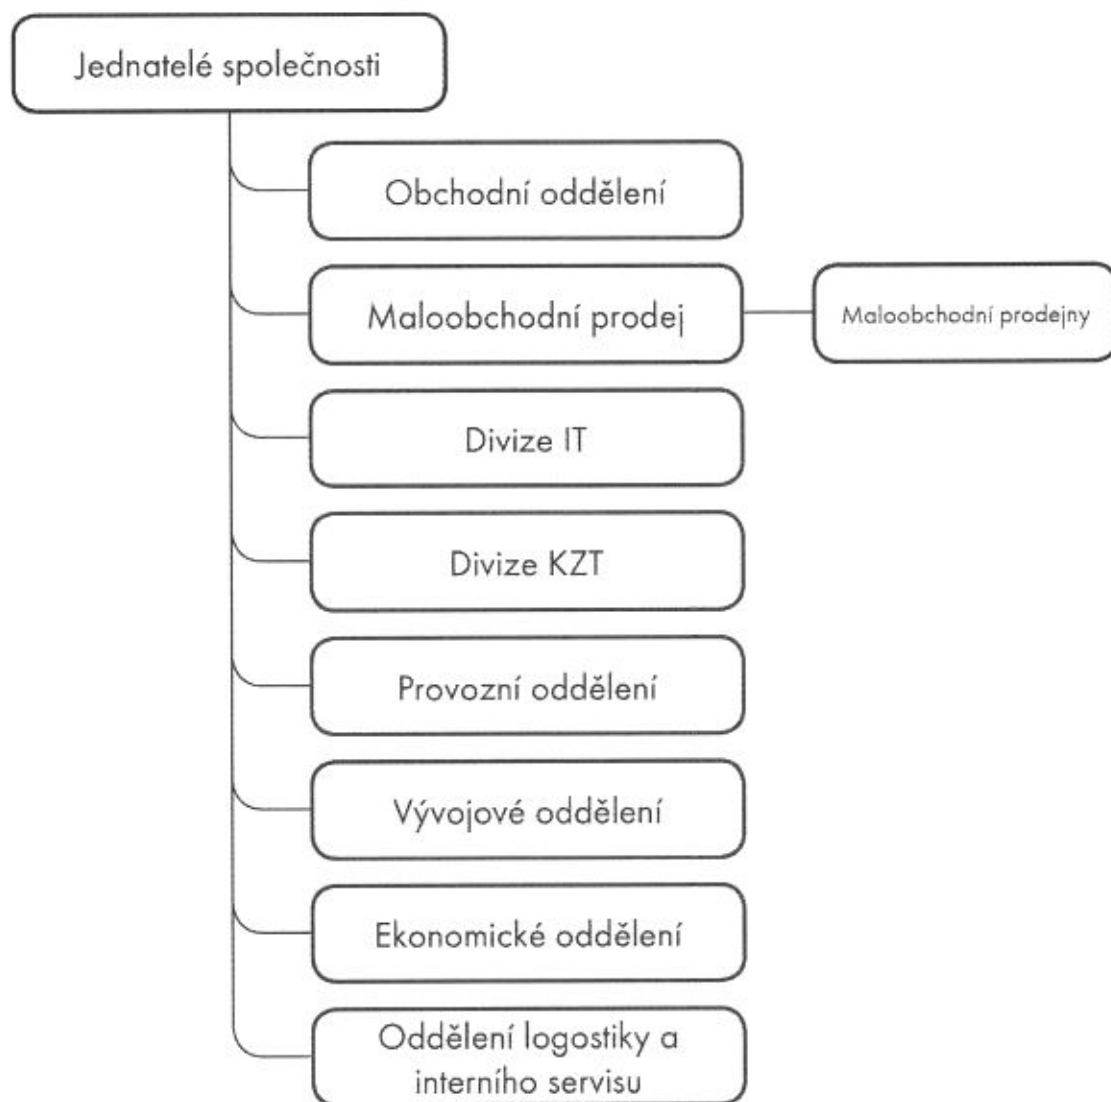 Jednatelé společnosti
Obchodní oddělení
Maloobchodní prodej
Maloobchodní prodejny
Divize IT
Divize KZT
Provozní oddělení
Vývojové oddělení
Ekonomické oddělení
Oddělení logostiky a
interního servisu